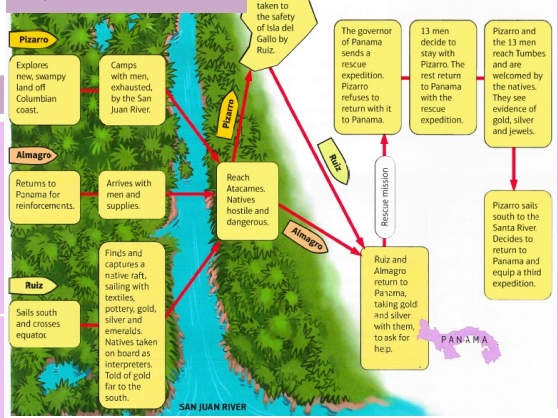 taken to
the safety
of Isla del
Gallo by
Ruiz.
Pizarro
Explores
new, swampy
land off
Columbian
coast.
Camps
with men,
exhausted,
by the San
Juan River.
Almagro
Returns to
Panama for
reinforcements.
Arrives with
men and
supplies.
Ruiz
Sails south
and crosses
equator.
Finds and
captures a
native raft,
sailing with
textiles,
pottery, gold,
silver and
emeralds.
Natives taken
on board as
interpreters.
Told of gold
far to the
south.
Pizarro
Reach
Atacames.
Natives
hostile and
dangerous.
Almagro
Ruiz
Ruiz and
Almagro
return to
Panama,
taking gold
and silver
with them,
to ask for
help.
Rescue mission
The governor
of Panama
sends a
rescue
expedition.
Pizarro
refuses to
return with it
to Panama.
13 men
decide to
stay with
Pizarro. The
rest return
to Panama
with the
rescue
expedition.
Pizarro and
the 13 men
reach Tumbes
and are
welcomed by
the natives.
They see
evidence of
gold, silver
and jewels.
Pizarro sails
south to the
Santa River.
Decides to
return to
Panama and
equip a third
expedition.
PANAMA
SAN JUAN RIVER